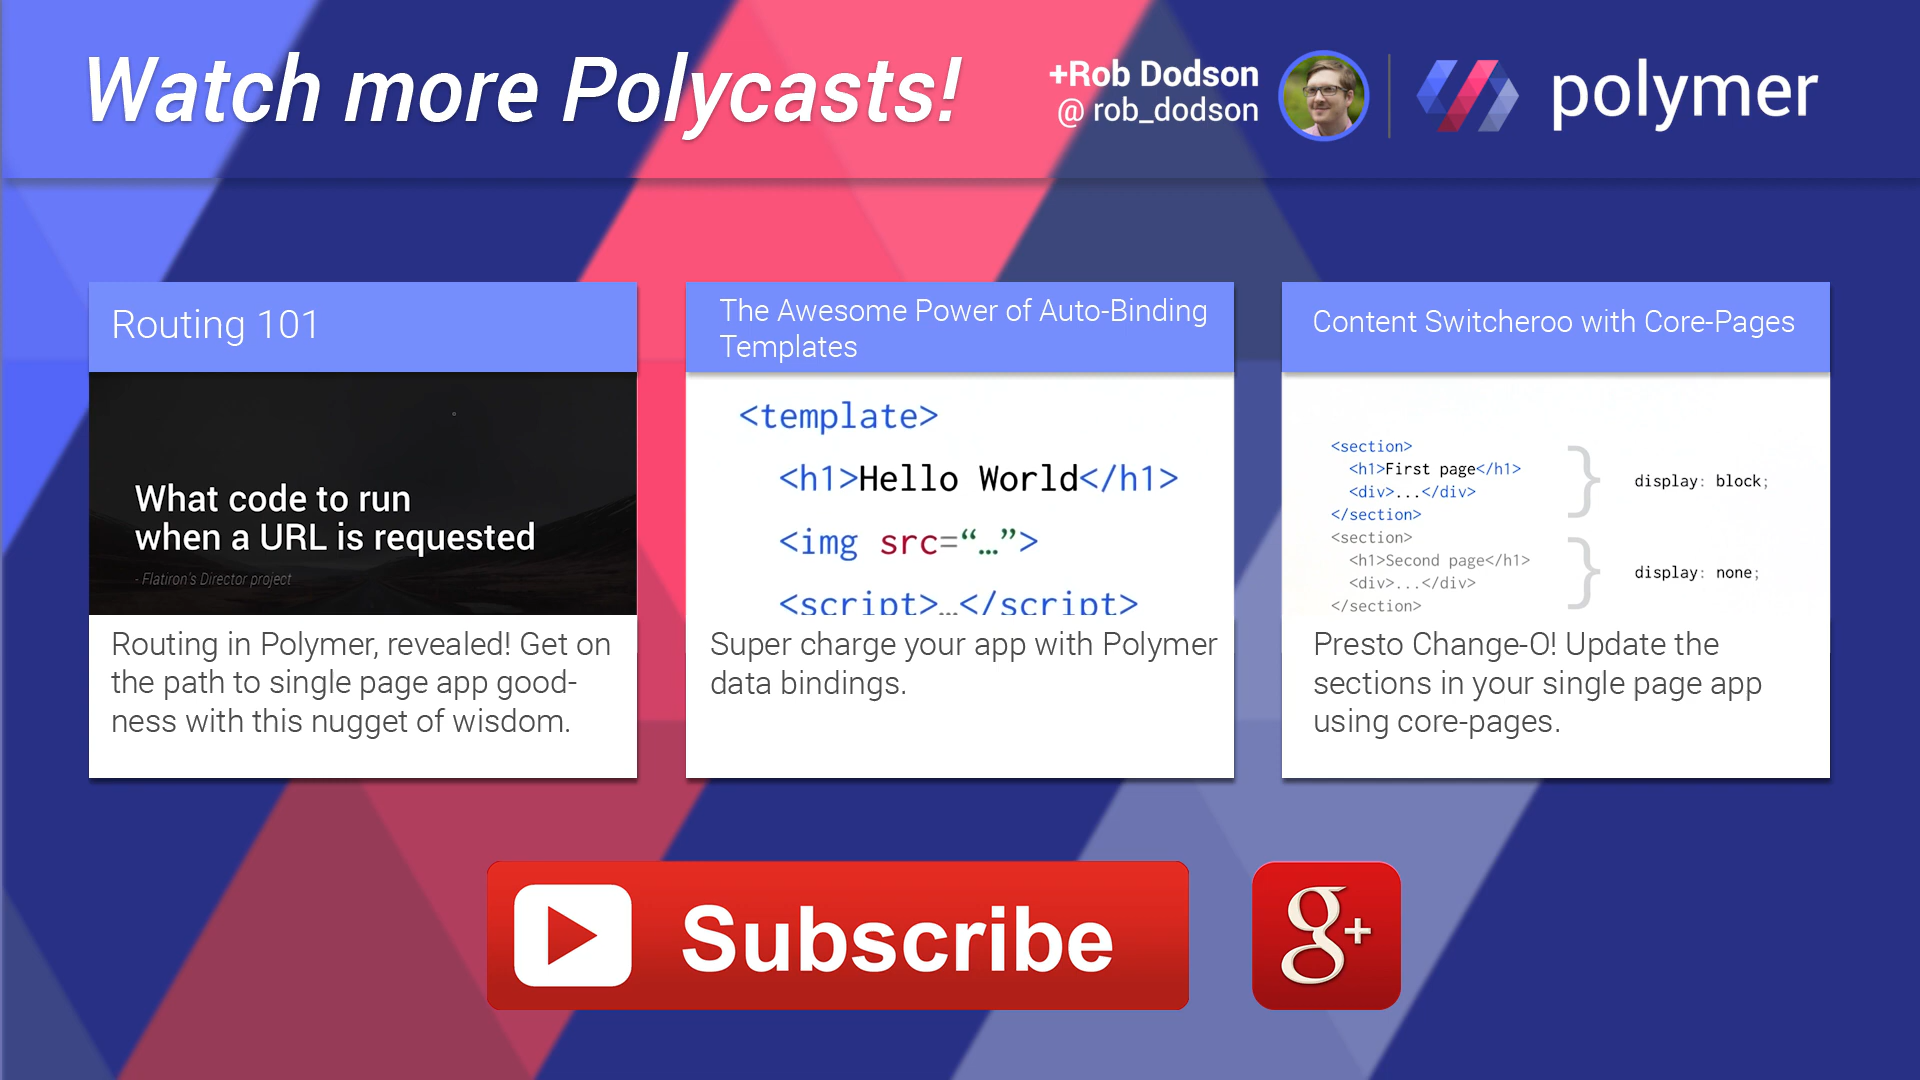 Watch more Polycasts!
+Rob Dodson
@ rob_dodson
polymer
Routing 101
What code to run
when a URL is requested
- Flatiron's Director project
Routing in Polymer, revealed! Get on
the path to single page app good-
ness with this nugget of wisdom.
The Awesome Power of Auto-Binding
Templates
<template>
<h1>Hello World</h1>
<img src=“…”>
<script>…</script>
Super charge your app with Polymer
data bindings.
Content Switcheroo with Core-Pages
<section>
<h1>First page</h1>
<div>...</div>
</section>
display: block;
<section>
<h1>Second page</h1>
<div>...</div>
</section>
display: none;
Presto Change-O! Update the
sections in your single page app
using core-pages.
Subscribe
g+